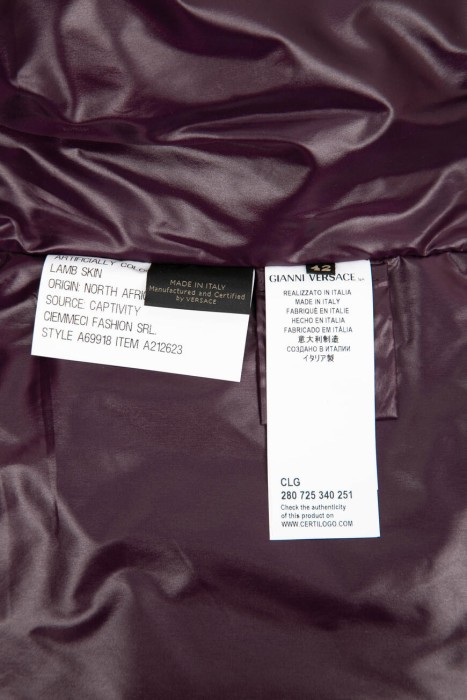 ARTIFICIALLY COLO
LAMB SKIN
ORIGIN: NORTH AFRIC
SOURCE: CAPTIVITY
CIEMMECI FASHION SRL
STYLE A69918 ITEM A212623
MADE IN ITALY
Manufactured and Certified
by VERSACE
42
GIANNI VERSACE
REALIZZATO IN ITALIA
MADE IN ITALY
FABRIQUÉ EN ITALIE
HECHO EN ITALIA
FABRICADO EM ITÁLIA
意大利制造
СОЗДАНО В ИТАЛИИ
イタリア製
CLG
280 725 340 251
Check the authenticity
of this product on
WWW.CERTILOGO.COM